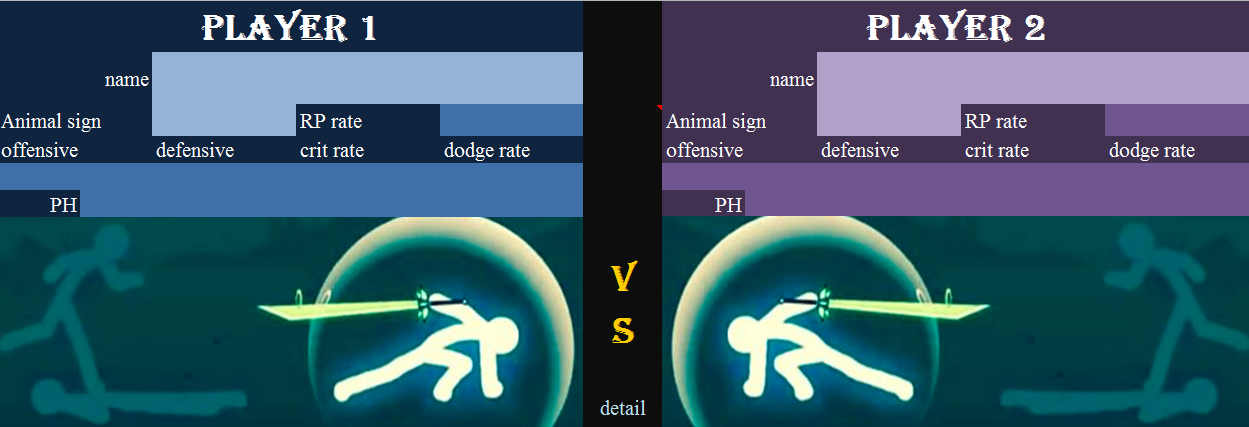 PLAYER 1
name
Animal sign RP rate
offensive defensive crit rate dodge rate
PH
V
S
detail
PLAYER 2
name
Animal sign RP rate
offensive defensive crit rate dodge rate
PH